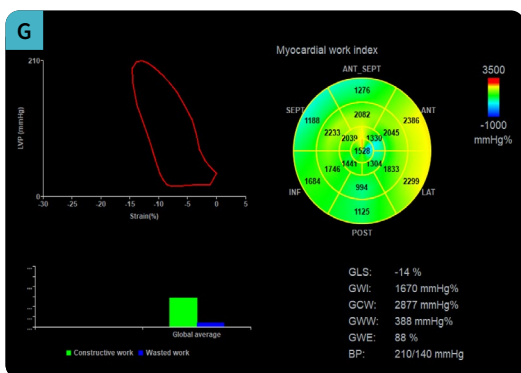 G
Myocardial work index
210
LVP (mmHg)
0
-30 -25 -20 -15 -10 -5 0 5
Strain(%)
ANT_SEPT
SEPT
ANT
INF
LAT
POST
1276
1188
2082
2386
2233
2039
1330
2045
1528
1746
1441
1304
1833
1684
994
2299
1125
3500
-1000
mmHg%
Global average
Constructive work
Wasted work
GLS: -14 %
GWI: 1670 mmHg%
GCW: 2877 mmHg%
GWW: 388 mmHg%
GWE: 88 %
BP: 210/140 mmHg